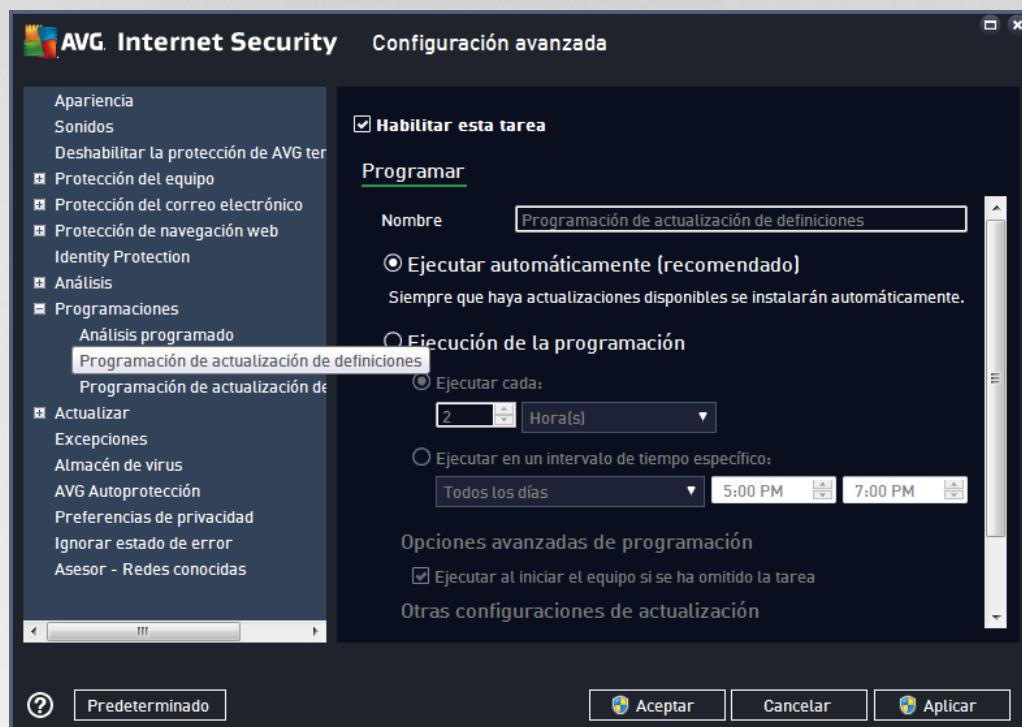 AVG. Internet Security
Configuración avanzada
Apariencia
Sonidos
Deshabilitar la protección de AVG ter
Protección del equipo
Protección del correo electrónico
Protección de navegación web
Identity Protection
Análisis
Programaciones
Análisis programado
Programación de actualización de definiciones
Programación de actualización de
Actualizar
Excepciones
Almacén de virus
AVG Autoprotección
Preferencias de privacidad
Ignorar estado de error
Asesor - Redes conocidas
Habilitar esta tarea
Programar
Nombre
Programación de actualización de definiciones
Ejecutar automáticamente (recomendado)
Siempre que haya actualizaciones disponibles se instalarán automáticamente.
Ejecución de la programación
Ejecutar cada:
2 Hora(s)
Ejecutar en un intervalo de tiempo específico:
Todos los días 5:00 PM 7:00 PM
Opciones avanzadas de programación
Ejecutar al iniciar el equipo si se ha omitido la tarea
Otras configuraciones de actualización
? Predeterminado Aceptar Cancelar Aplicar